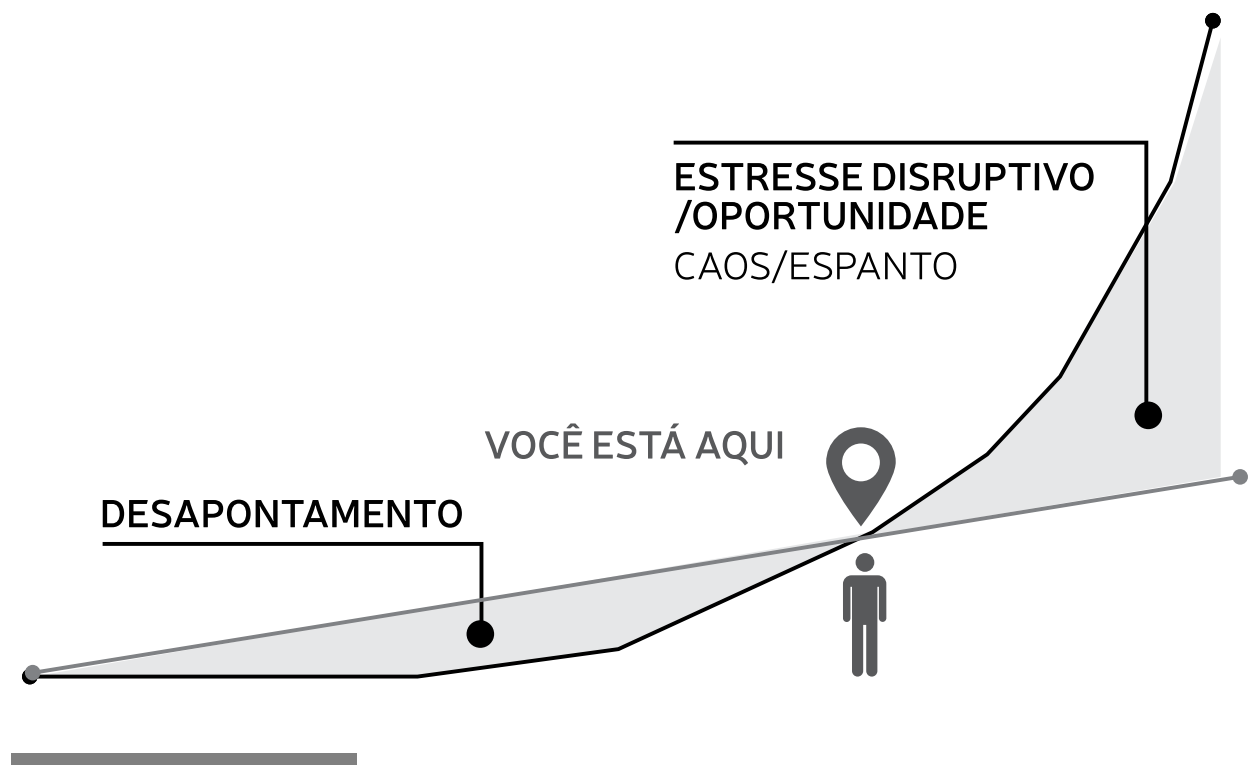 ESTRESSE DISRUPTIVO
/OPORTUNIDADE
CAOS/ESPANTO
VOCÊ ESTÁ AQUI
DESAPONTAMENTO